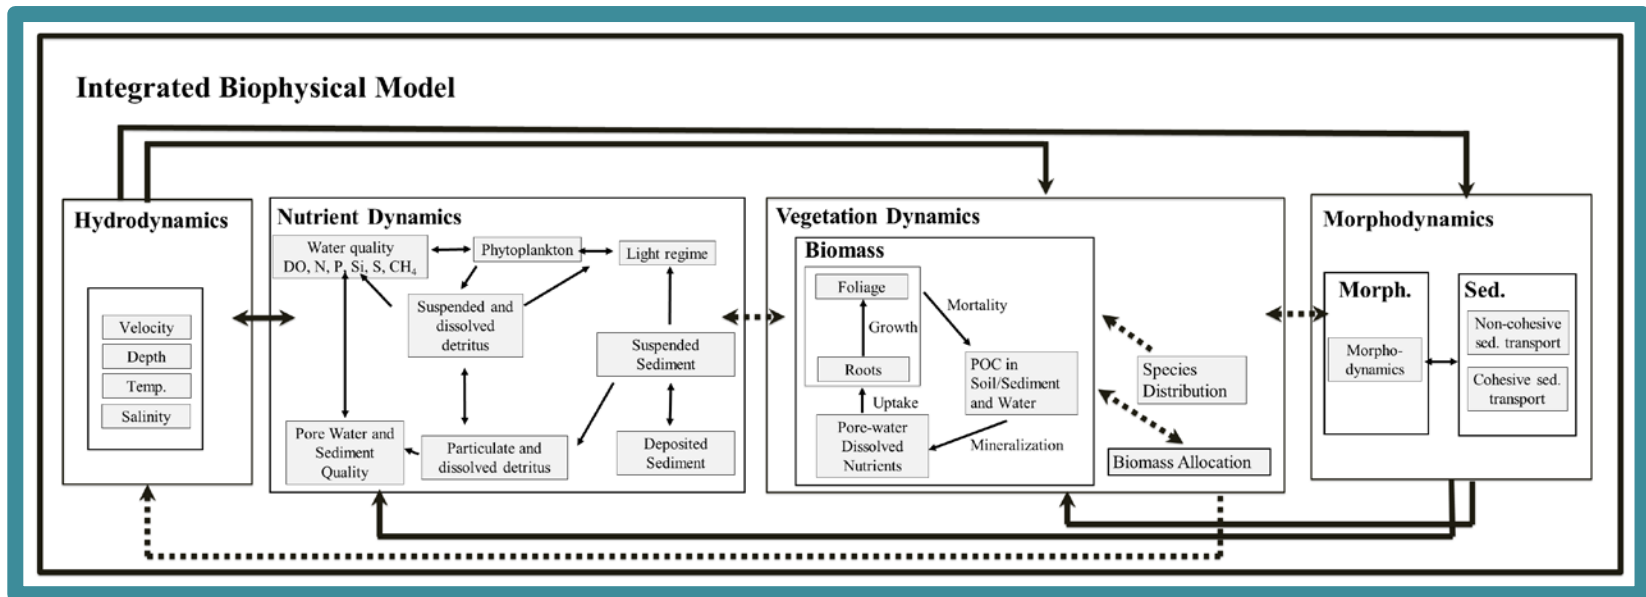 Integrated Biophysical Model
Hydrodynamics
Velocity
Depth
Temp.
Salinity
Nutrient Dynamics
Water quality
DO, N, P, Si, S, CH₄
Phytoplankton
Light regime
Suspended and
dissolved
detritus
Suspended
Sediment
Pore Water and
Sediment
Quality
Particulate and
dissolved detritus
Deposited
Sediment
Vegetation Dynamics
Biomass
Foliage
Growth
Roots
Uptake
Pore-water
Dissolved
Nutrients
Mortality
POC in
Soil/Sediment
and Water
Mineralization
Species
Distribution
Biomass Allocation
Morphodynamics
Morph.
Morpho-
dynamics
Sed.
Non-cohesive
sed. transport
Cohesive sed.
transport